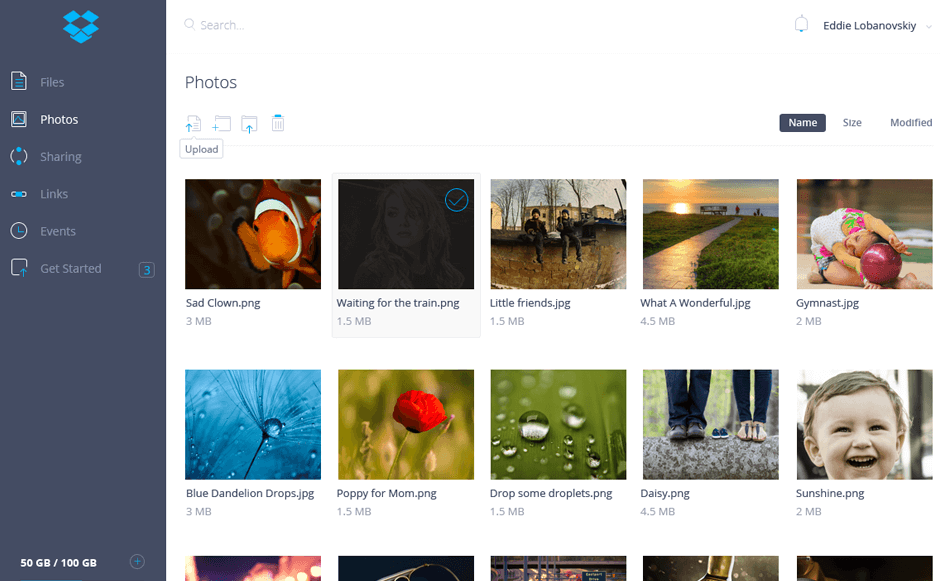 Search...
Eddie Lobanovskiy
Files
Photos
Sharing
Links
Events
Get Started
3
50 GB / 100 GB
Photos
Upload
Name Size Modified
Sad Clown.png
3 MB
Waiting for the train.png
1.5 MB
Little friends.jpg
1.5 MB
What A Wonderful.jpg
4.5 MB
Gymnast.jpg
2 MB
Blue Dandelion Drops.jpg
3 MB
Poppy for Mom.png
1.5 MB
Drop some droplets.png
1.5 MB
Daisy.png
4.5 MB
Sunshine.png
2 MB